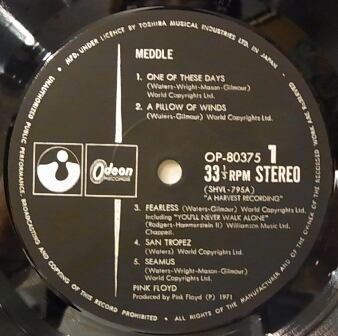 MFD. UNDER LICENCE BY TOSHIBA MUSICAL INDUSTRIES LTD. IN JAPAN
MEDDLE
1. ONE OF THESE DAYS
(Waters-Wright-Mason-Gilmour)
World Copyrights Ltd.
2. A PILLOW OF WINDS
(Waters-Gilmour) World Copyrights Ltd.
Odeon
RECORDS
OP-80375 1
33⅓ RPM STEREO
(SHVL-795A)
"A HARVEST RECORDING"
3. FEARLESS (Waters-Gilmour) World Copyrights Ltd.
Including "YOU'LL NEVER WALK ALONE"
(Rodgers-Hammerstein II) Williamson Music Ltd.
Chappell.
4. SAN TROPEZ
(Waters) World Copyrights Ltd.
5. SEAMUS
(Waters-Wright-Mason-Gilmour)
World Copyrights Ltd.
PINK FLOYD
Produced by Pink Floyd (P) 1971
ALL RIGHTS OF THE MANUFACTURER AND OF THE OWNER OF THE RECORDED
UNAUTHORIZED PUBLIC PERFORMANCE, BROADCASTING AND COPYING OF THIS RECORD PROHIBITED